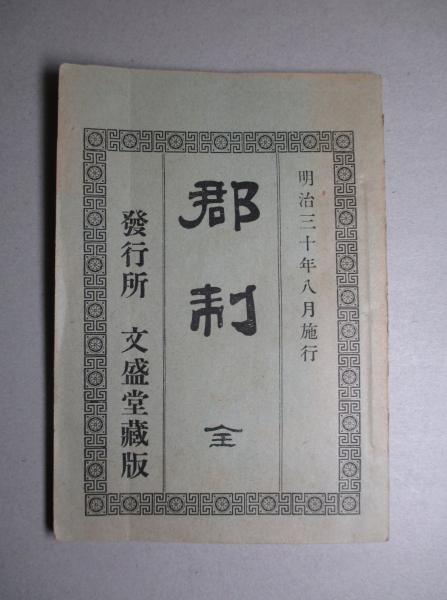 明治三十年八月施行
郡制 全
發行所 文盛堂藏版